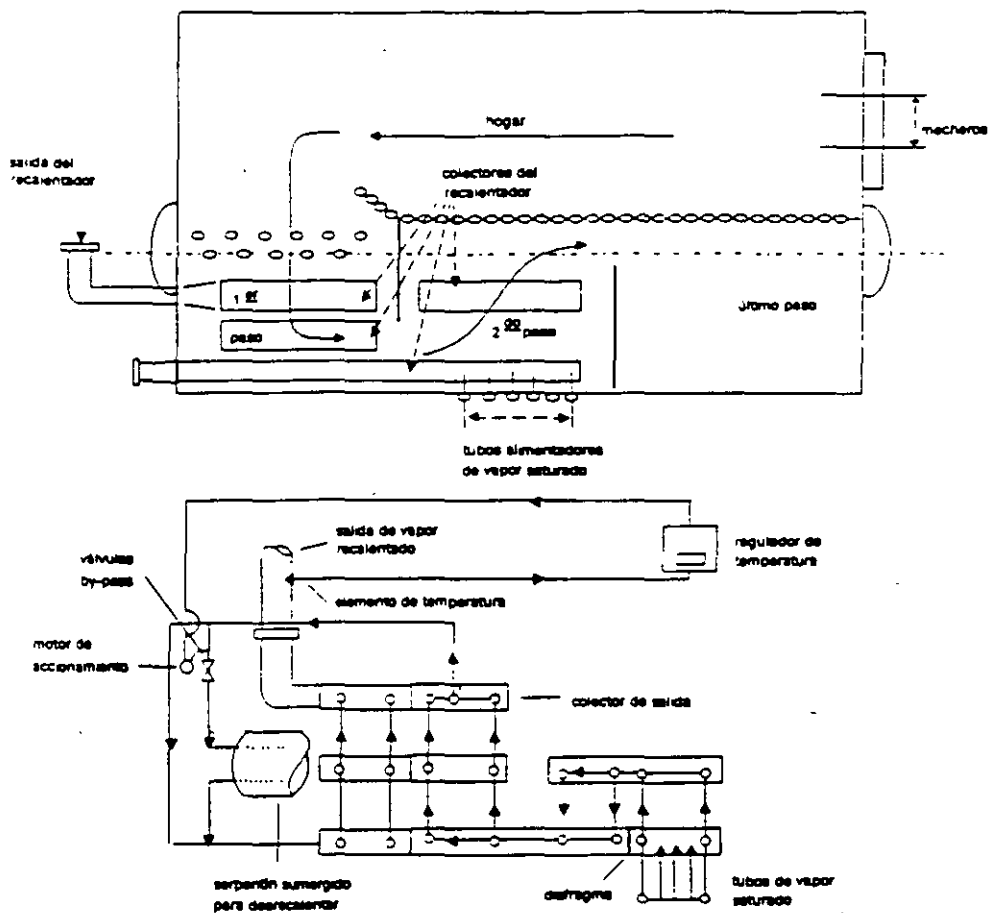 hogar
mecheros
salida del
recalentador
colectores del
recalentador
1 er
paso
2 do paso
último paso
tubos alimentadores
de vapor saturado
salida de vapor
recalentado
regulador de
temperatura
válvulas
by-pass
elemento de temperatura
motor de
accionamiento
colector de salida
serpentín sumergido
para desrecalentar
diafragma
tubos de vapor
saturado